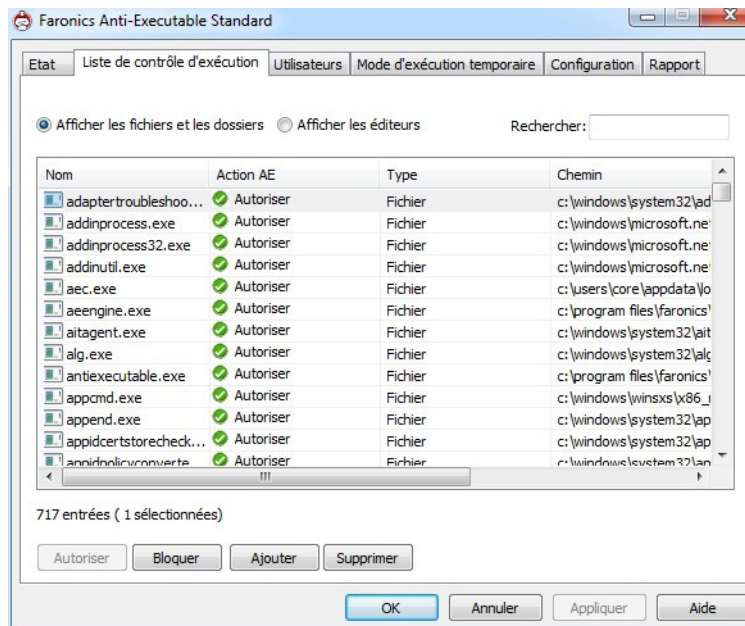 Faronics Anti-Executable Standard
Etat Liste de contrôle d'exécution Utilisateurs Mode d'exécution temporaire Configuration Rapport
Afficher les fichiers et les dossiers Afficher les éditeurs Rechercher:
Nom Action AE Type Chemin
adaptertroubleshoo... Autoriser Fichier c:\windows\system32\ad
addinprocess.exe Autoriser Fichier c:\windows\microsoft.ne
addinprocess32.exe Autoriser Fichier c:\windows\microsoft.ne
addinutil.exe Autoriser Fichier c:\windows\microsoft.ne
aec.exe Autoriser Fichier c:\users\core\appdata\lo
aeengine.exe Autoriser Fichier c:\program files\faronics\
aitagent.exe Autoriser Fichier c:\windows\system32\ait
alg.exe Autoriser Fichier c:\windows\system32\alg
antiexecutable.exe Autoriser Fichier c:\program files\faronics\
appcmd.exe Autoriser Fichier c:\windows\winsxs\x86_
append.exe Autoriser Fichier c:\windows\system32\ap
appidcertstorecheck... Autoriser Fichier c:\windows\system32\ap
appidpolicyconverte Autoriser Fichier c:\windows\system32\ap
717 entrées ( 1 sélectionnées)
Autoriser Bloquer Ajouter Supprimer
OK Annuler Appliquer Aide